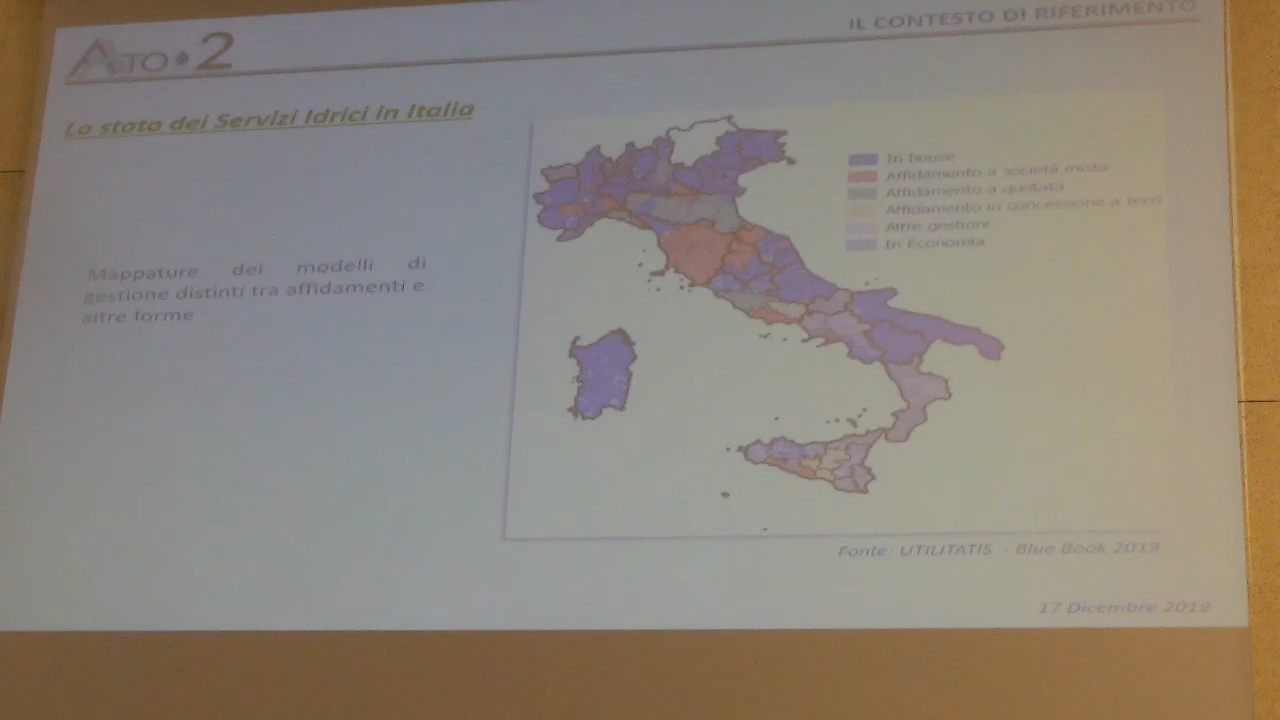 IL CONTESTO DI RIFERIMENTO
ATO•2
Lo stato dei Servizi Idrici in Italia
In house
Affidamento a società mista
Affidamento a quotata
Affidamento in concessione a terzi
Altre gestioni
In Economia
Mappature dei modelli di
gestione distinti tra affidamenti e
altre forme
Fonte: UTILITATIS - Blue Book 2019
17 Dicembre 2019